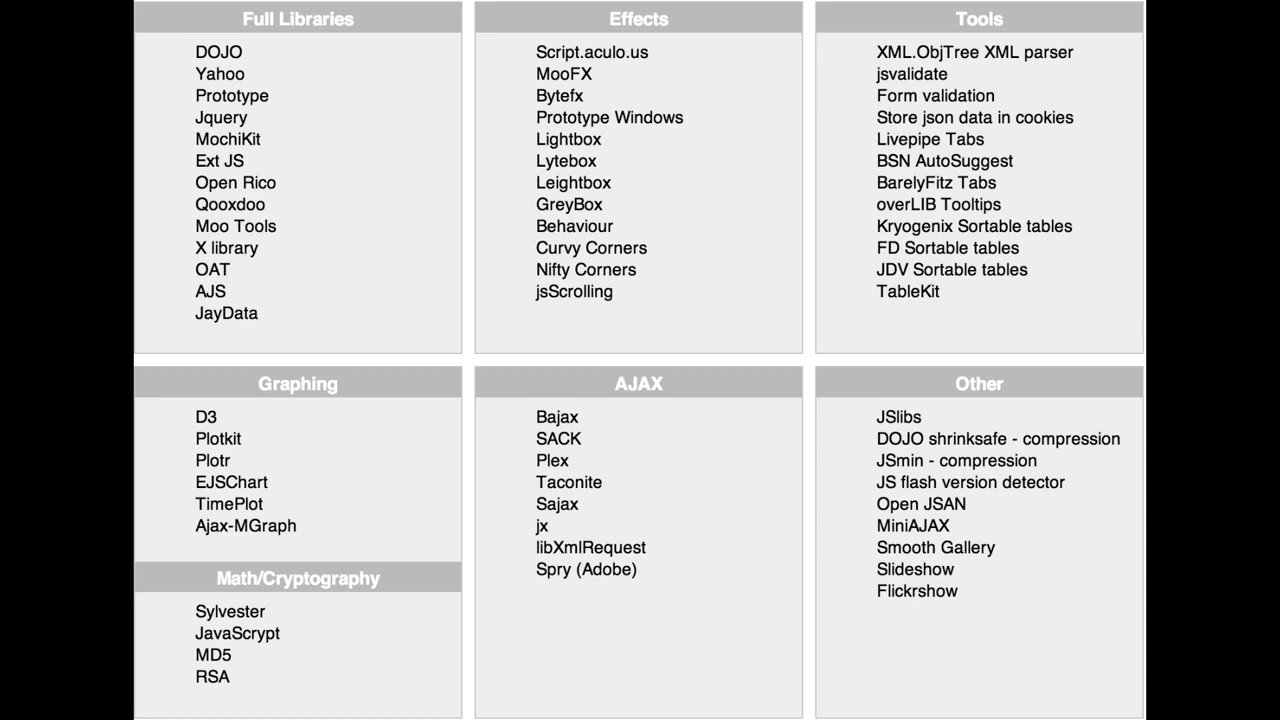 Full Libraries
DOJO
Yahoo
Prototype
Jquery
MochiKit
Ext JS
Open Rico
Qooxdoo
Moo Tools
X library
OAT
AJS
JayData
Effects
Script.aculo.us
MooFX
Bytefx
Prototype Windows
Lightbox
Lytebox
Leightbox
GreyBox
Behaviour
Curvy Corners
Nifty Corners
jsScrolling
Tools
XML.ObjTree XML parser
jsvalidate
Form validation
Store json data in cookies
Livepipe Tabs
BSN AutoSuggest
BarelyFitz Tabs
overLIB Tooltips
Kryogenix Sortable tables
FD Sortable tables
JDV Sortable tables
TableKit
Graphing
D3
Plotkit
Plotr
EJSChart
TimePlot
Ajax-MGraph
Math/Cryptography
Sylvester
JavaScrypt
MD5
RSA
AJAX
Bajax
SACK
Plex
Taconite
Sajax
jx
libXmlRequest
Spry (Adobe)
Other
JSlibs
DOJO shrinksafe - compression
JSmin - compression
JS flash version detector
Open JSAN
MiniAJAX
Smooth Gallery
Slideshow
Flickrshow